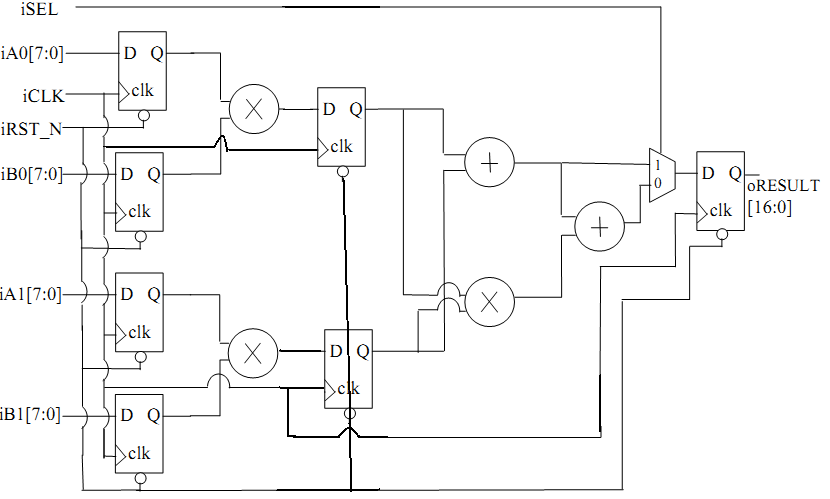 iSEL
iA0[7:0]
D Q
clk
iCLK
iRST_N
D Q
clk
iB0[7:0]
D Q
clk
1
0
D Q
clk
oRESULT
[16:0]
iA1[7:0]
D Q
clk
D Q
clk
iB1[7:0]
D Q
clk